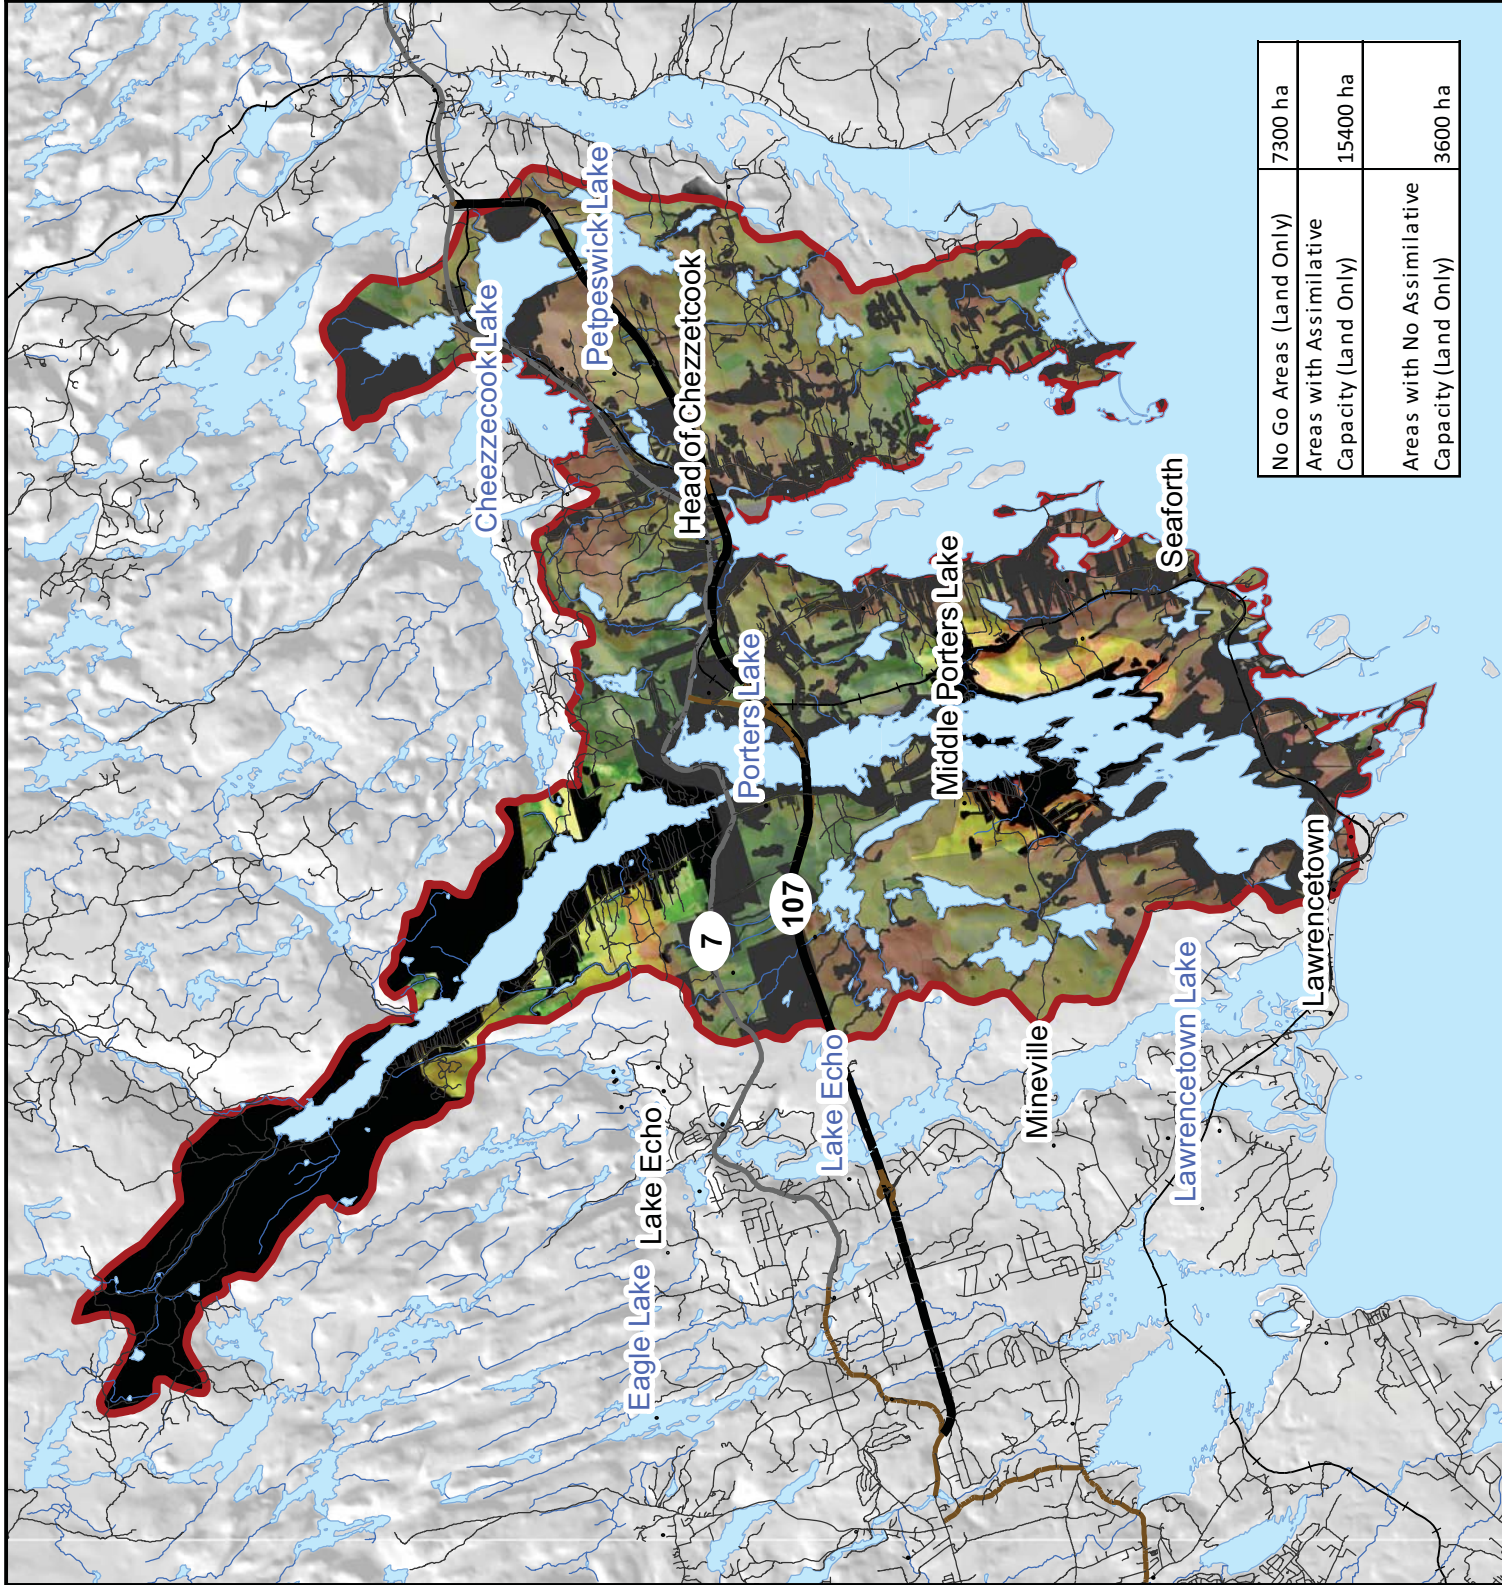 Cheezzecook Lake
Petpeswick Lake
Head of Chezzetcook
Porters Lake
Middle Porters Lake
Seaforth
7
107
Eagle Lake
Lake Echo
Lake Echo
Mineville
Lawrencetown Lake
Lawrencetown
No Go Areas (Land Only) 7300 ha
Areas with Assimilative
Capacity (Land Only) 15400 ha
Areas with No Assimilative
Capacity (Land Only) 3600 ha